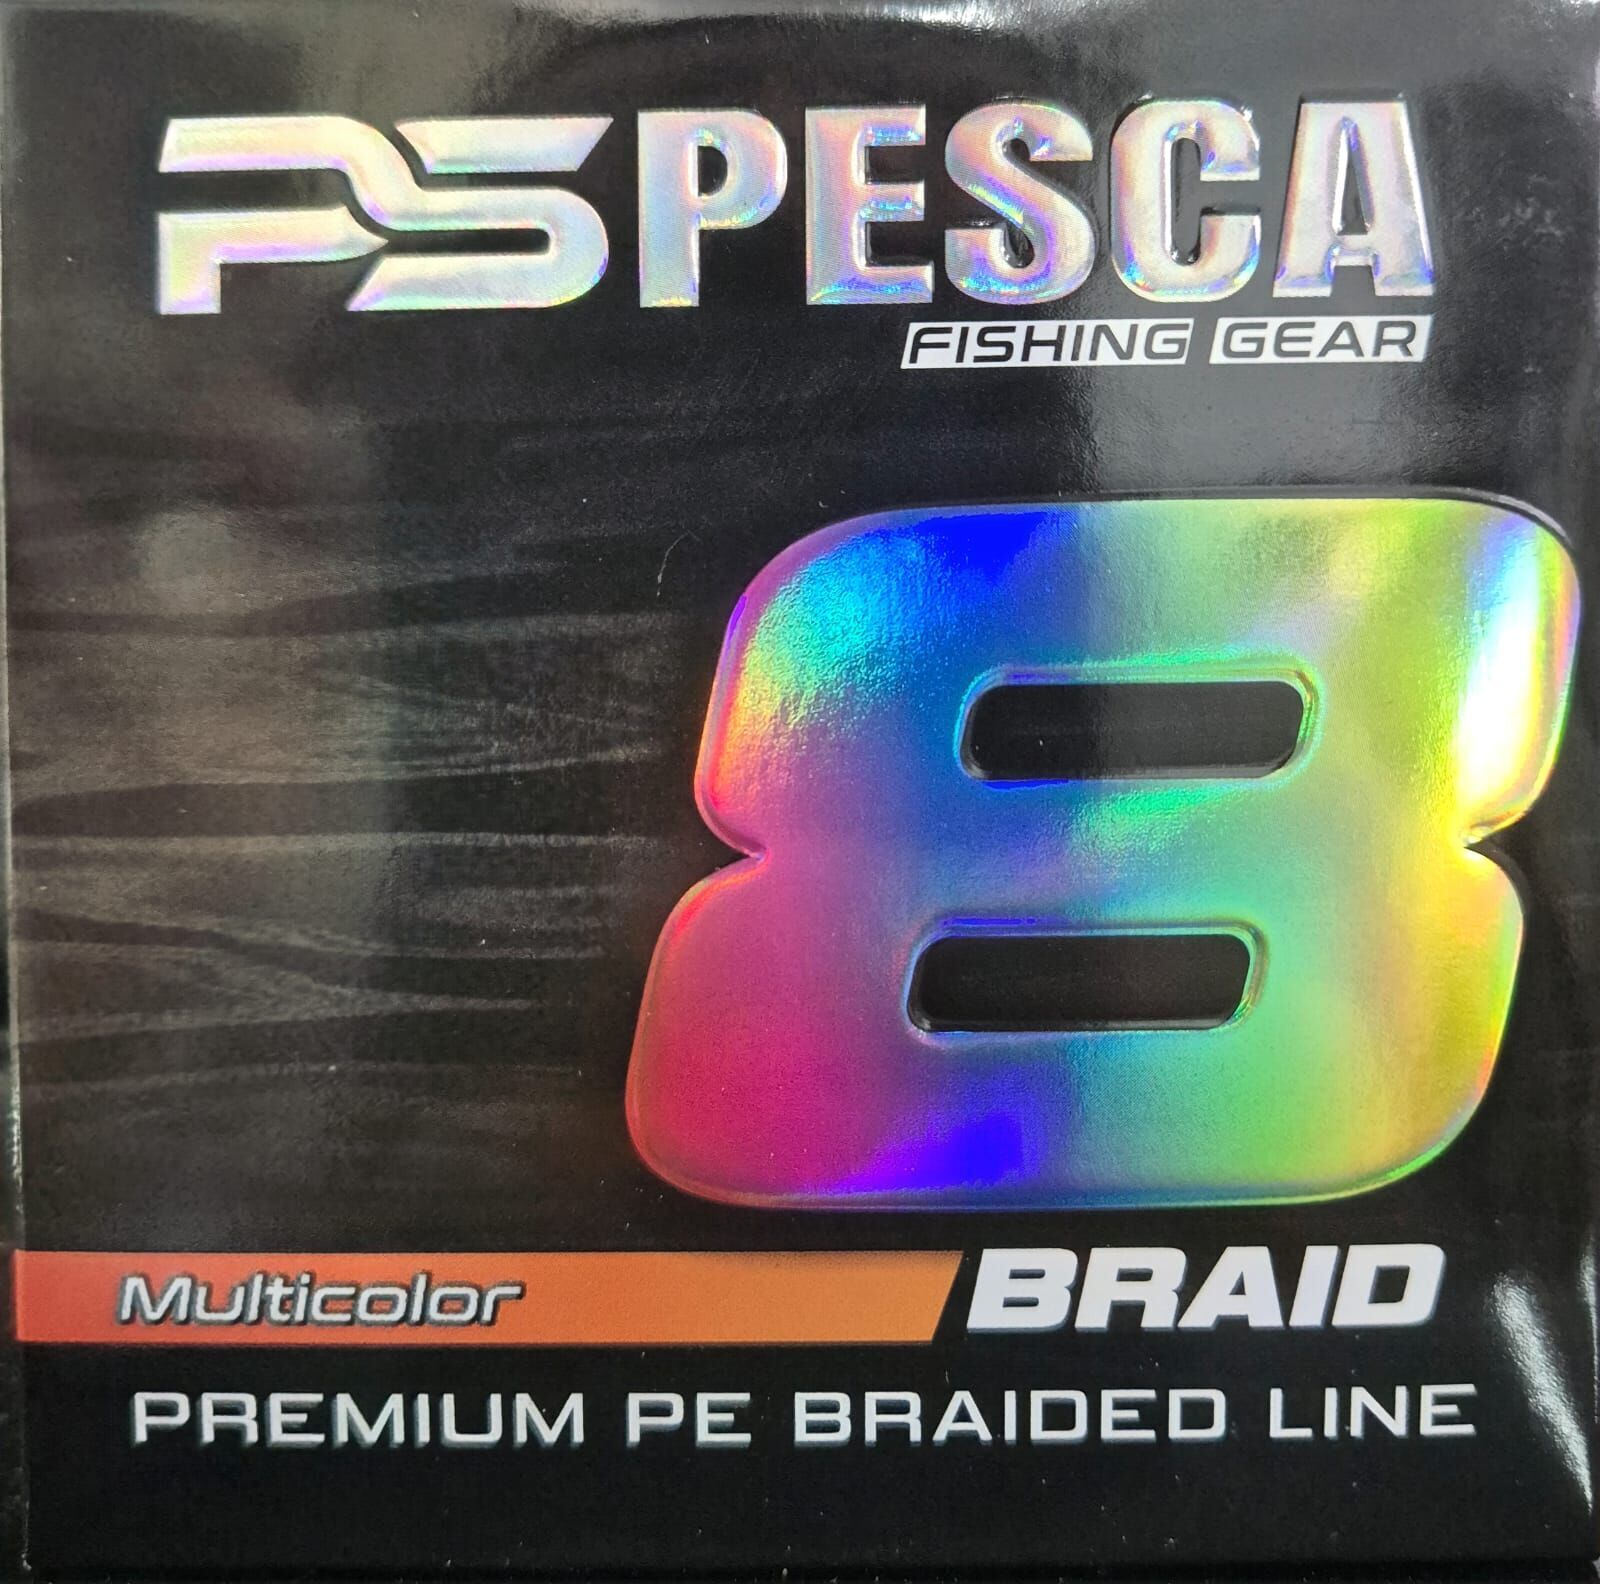 PS PESCA
FISHING GEAR
8
Multicolor BRAID
PREMIUM PE BRAIDED LINE